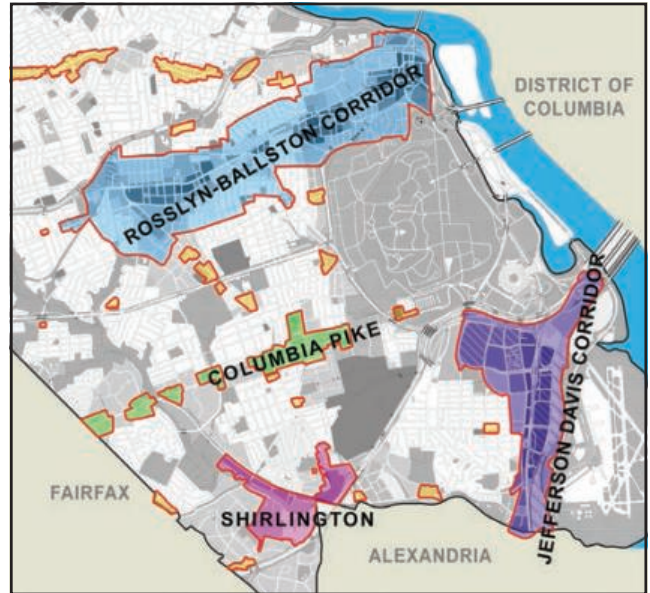 DISTRICT OF
COLUMBIA
ROSSLYN-BALLSTON CORRIDOR
COLUMBIA PIKE
JEFFERSON DAVIS CORRIDOR
FAIRFAX
SHIRLINGTON
ALEXANDRIA